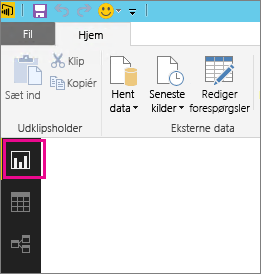 Fil Hjem
Klip
Kopiér
Sæt ind
Hent data
Seneste kilder
Rediger forespørgsler
Udklipsholder Eksterne data